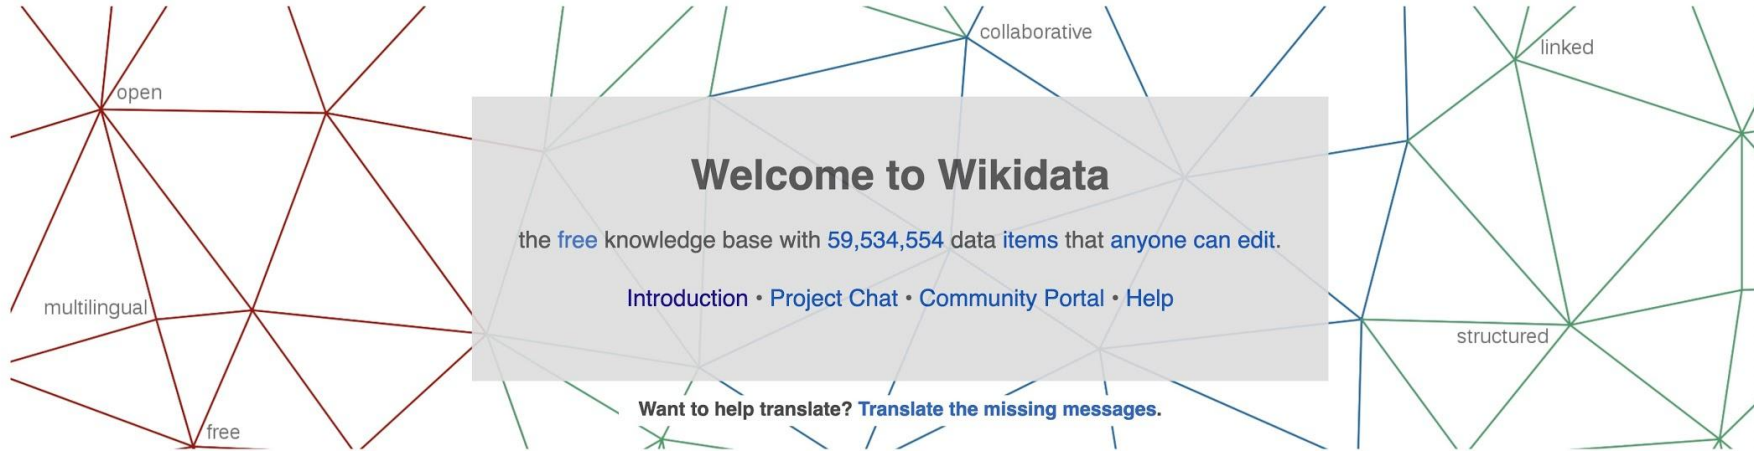 collaborative
linked
open
Welcome to Wikidata
the free knowledge base with 59,534,554 data items that anyone can edit.
multilingual
Introduction • Project Chat • Community Portal • Help
structured
Want to help translate? Translate the missing messages.
free